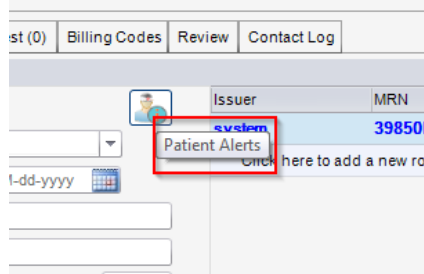 est (0) Billing Codes Review Contact Log
Issuer MRN
system 39850
Patient Alerts
Click here to add a new ro
M-dd-yyyy